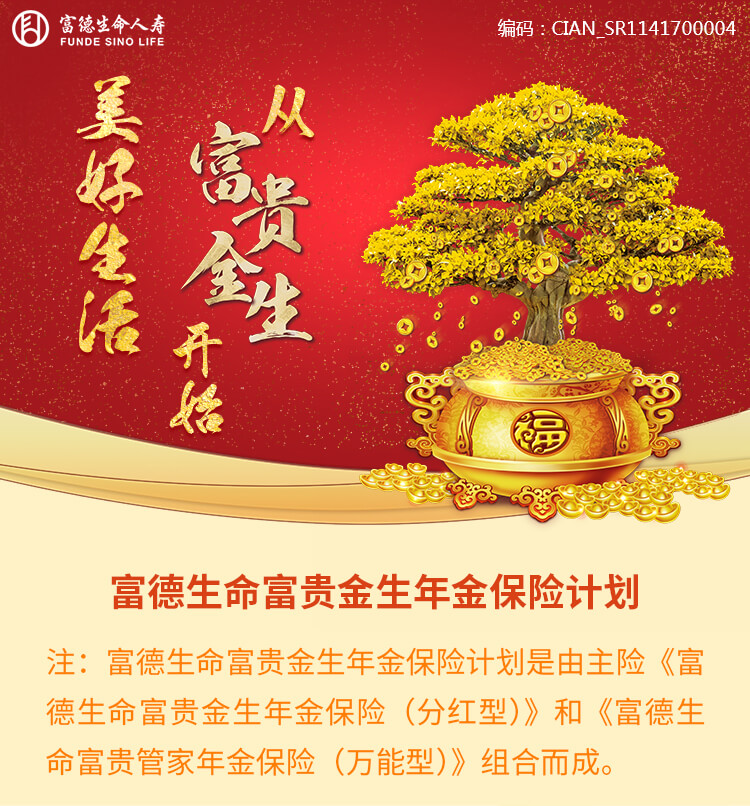 富德生命人寿
FUNDE SINO LIFE
编码：CIAN_SR1141700004
美好生活
从
富贵金生
开始
福
富德生命富贵金生年金保险计划
注：富德生命富贵金生年金保险计划是由主险《富
德生命富贵金生年金保险（分红型）》和《富德生
命富贵管家年金保险（万能型）》组合而成。